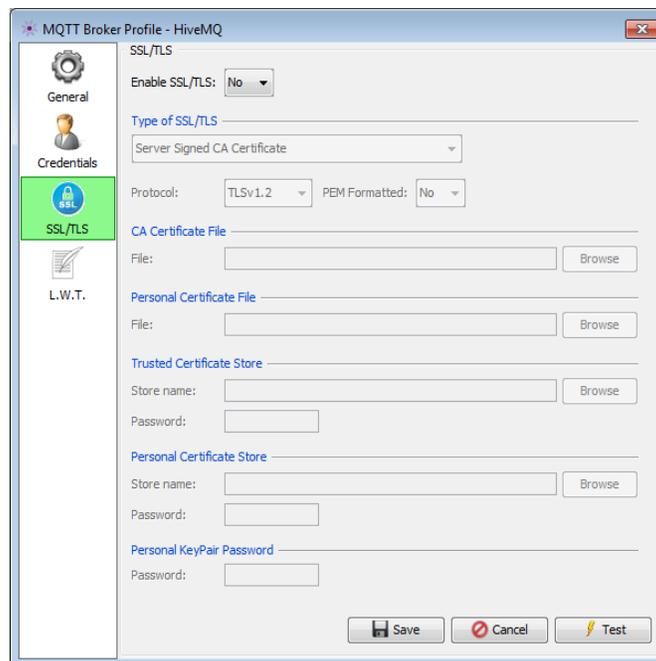 MQTT Broker Profile - HiveMQ
General
Credentials
SSL
SSL/TLS
L.W.T.
SSL/TLS
Enable SSL/TLS: No
Type of SSL/TLS
Server Signed CA Certificate
Protocol: TLSv1.2 PEM Formatted: No
CA Certificate File
File: Browse
Personal Certificate File
File: Browse
Trusted Certificate Store
Store name: Browse
Password:
Personal Certificate Store
Store name: Browse
Password:
Personal KeyPair Password
Password:
Save Cancel Test